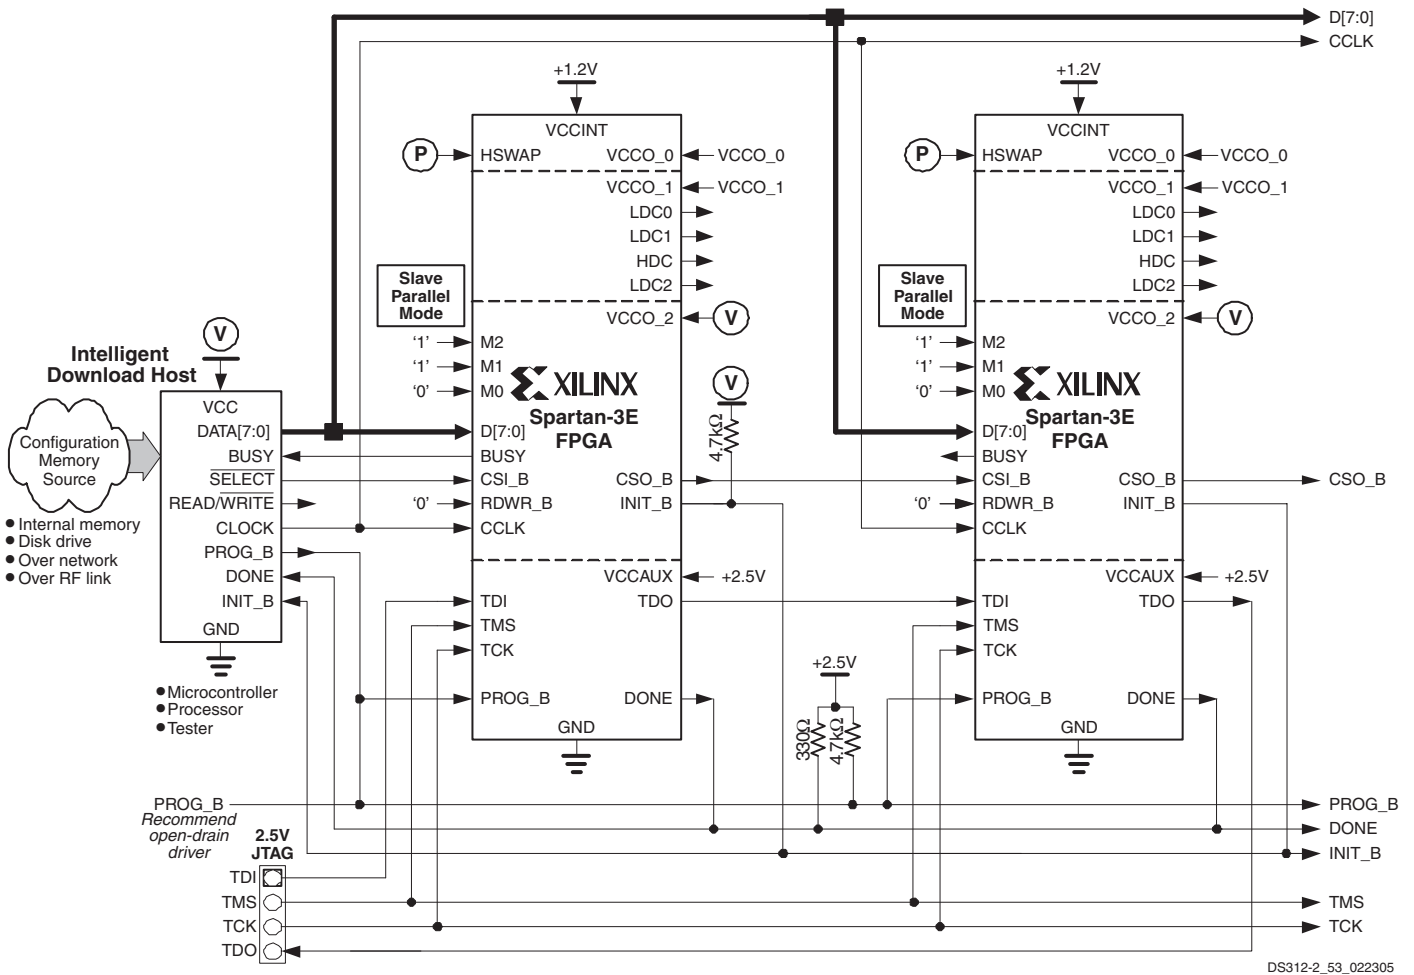 D[7:0]
CCLK
+1.2V
+1.2V
VCCINT
VCCINT
P
HSWAP
VCCO_0
VCCO_0
P
HSWAP
VCCO_0
VCCO_0
VCCO_1
VCCO_1
VCCO_1
VCCO_1
LDC0
LDC0
LDC1
LDC1
HDC
HDC
LDC2
LDC2
Slave
Parallel
Mode
Slave
Parallel
Mode
VCCO_2
V
VCCO_2
V
'1'
M2
'1'
M2
'1'
M1
'1'
M1
'0'
M0
'0'
M0
XILINX
Spartan-3E
FPGA
XILINX
Spartan-3E
FPGA
V
4.7kΩ
V
Intelligent
Download Host
VCC
Configuration
Memory
Source
Internal memory
Disk drive
Over network
Over RF link
DATA[7:0]
D[7:0]
D[7:0]
BUSY
BUSY
BUSY
SELECT
CSI_B
CSO_B
CSI_B
CSO_B
CSO_B
READ/WRITE
'0'
RDWR_B
INIT_B
'0'
RDWR_B
INIT_B
CLOCK
CCLK
CCLK
PROG_B
DONE
VCCAUX
+2.5V
VCCAUX
+2.5V
INIT_B
TDI
TDO
TDI
TDO
GND
TMS
TMS
TCK
TCK
Microcontroller
Processor
Tester
+2.5V
PROG_B
DONE
PROG_B
DONE
GND
330Ω
4.7kΩ
GND
PROG_B
Recommend
open-drain
driver
PROG_B
DONE
INIT_B
2.5V
JTAG
TDI
TMS
TMS
TCK
TCK
TDO
DS312-2_53_022305